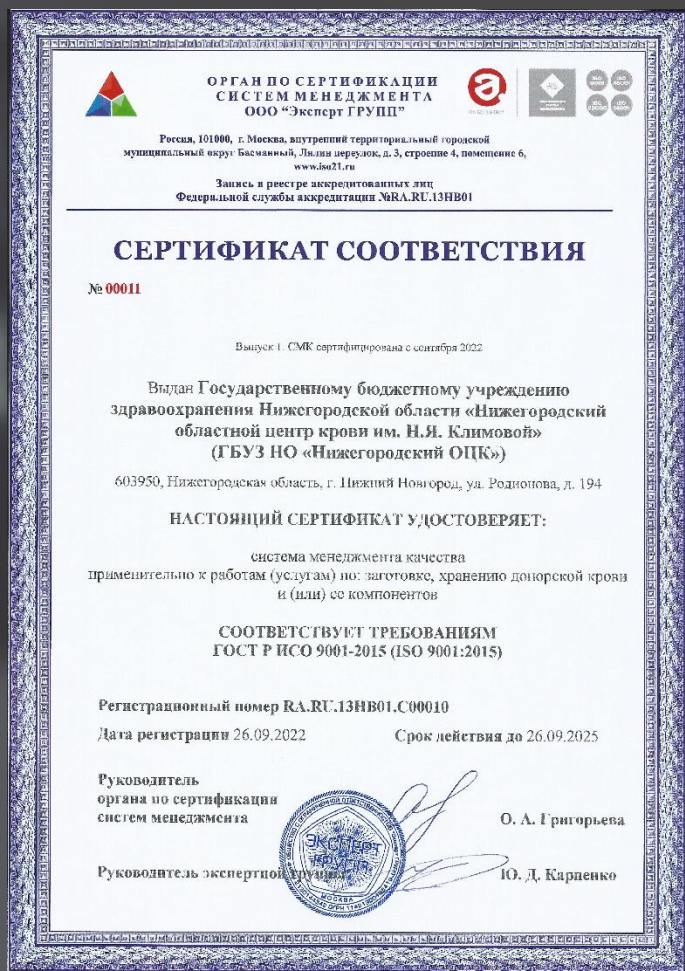 ОРГАН ПО СЕРТИФИКАЦИИ
СИСТЕМ МЕНЕДЖМЕНТА
ООО "Эксперт ГРУПП"
Россия, 101000, г. Москва, внутренний территориальный городской
муниципальный округ Басманный, Лялин переулок, д. 3, строение 4, помещение 6,
www.iso21.ru
Запись в реестре аккредитованных лиц
Федеральной службы аккредитации №RA.RU.13НВ01
СЕРТИФИКАТ СООТВЕТСТВИЯ
№ 00011
Выпуск 1. СМК сертифицирована с сентября 2022
Выдан Государственному бюджетному учреждению
здравоохранения Нижегородской области «Нижегородский
областной центр крови им. Н.Я. Климовой»
(ГБУЗ НО «Нижегородский ОЦК»)
603950, Нижегородская область, г. Нижний Новгород, ул. Родионова, д. 194
НАСТОЯЩИЙ СЕРТИФИКАТ УДОСТОВЕРЯЕТ:
система менеджмента качества
применительно к работам (услугам) по: заготовке, хранению донорской крови
и (или) ее компонентов
СООТВЕТСТВУЕТ ТРЕБОВАНИЯМ
ГОСТ Р ИСО 9001-2015 (ISO 9001:2015)
Регистрационный номер RA.RU.13НВ01.С00010
Дата регистрации 26.09.2022 Срок действия до 26.09.2025
Руководитель
органа по сертификации
систем менеджмента
О. А. Григорьева
ЭКСПЕРТ
ГРУПП
МОСКВА
Руководитель экспертной группы
Ю. Д. Карпенко